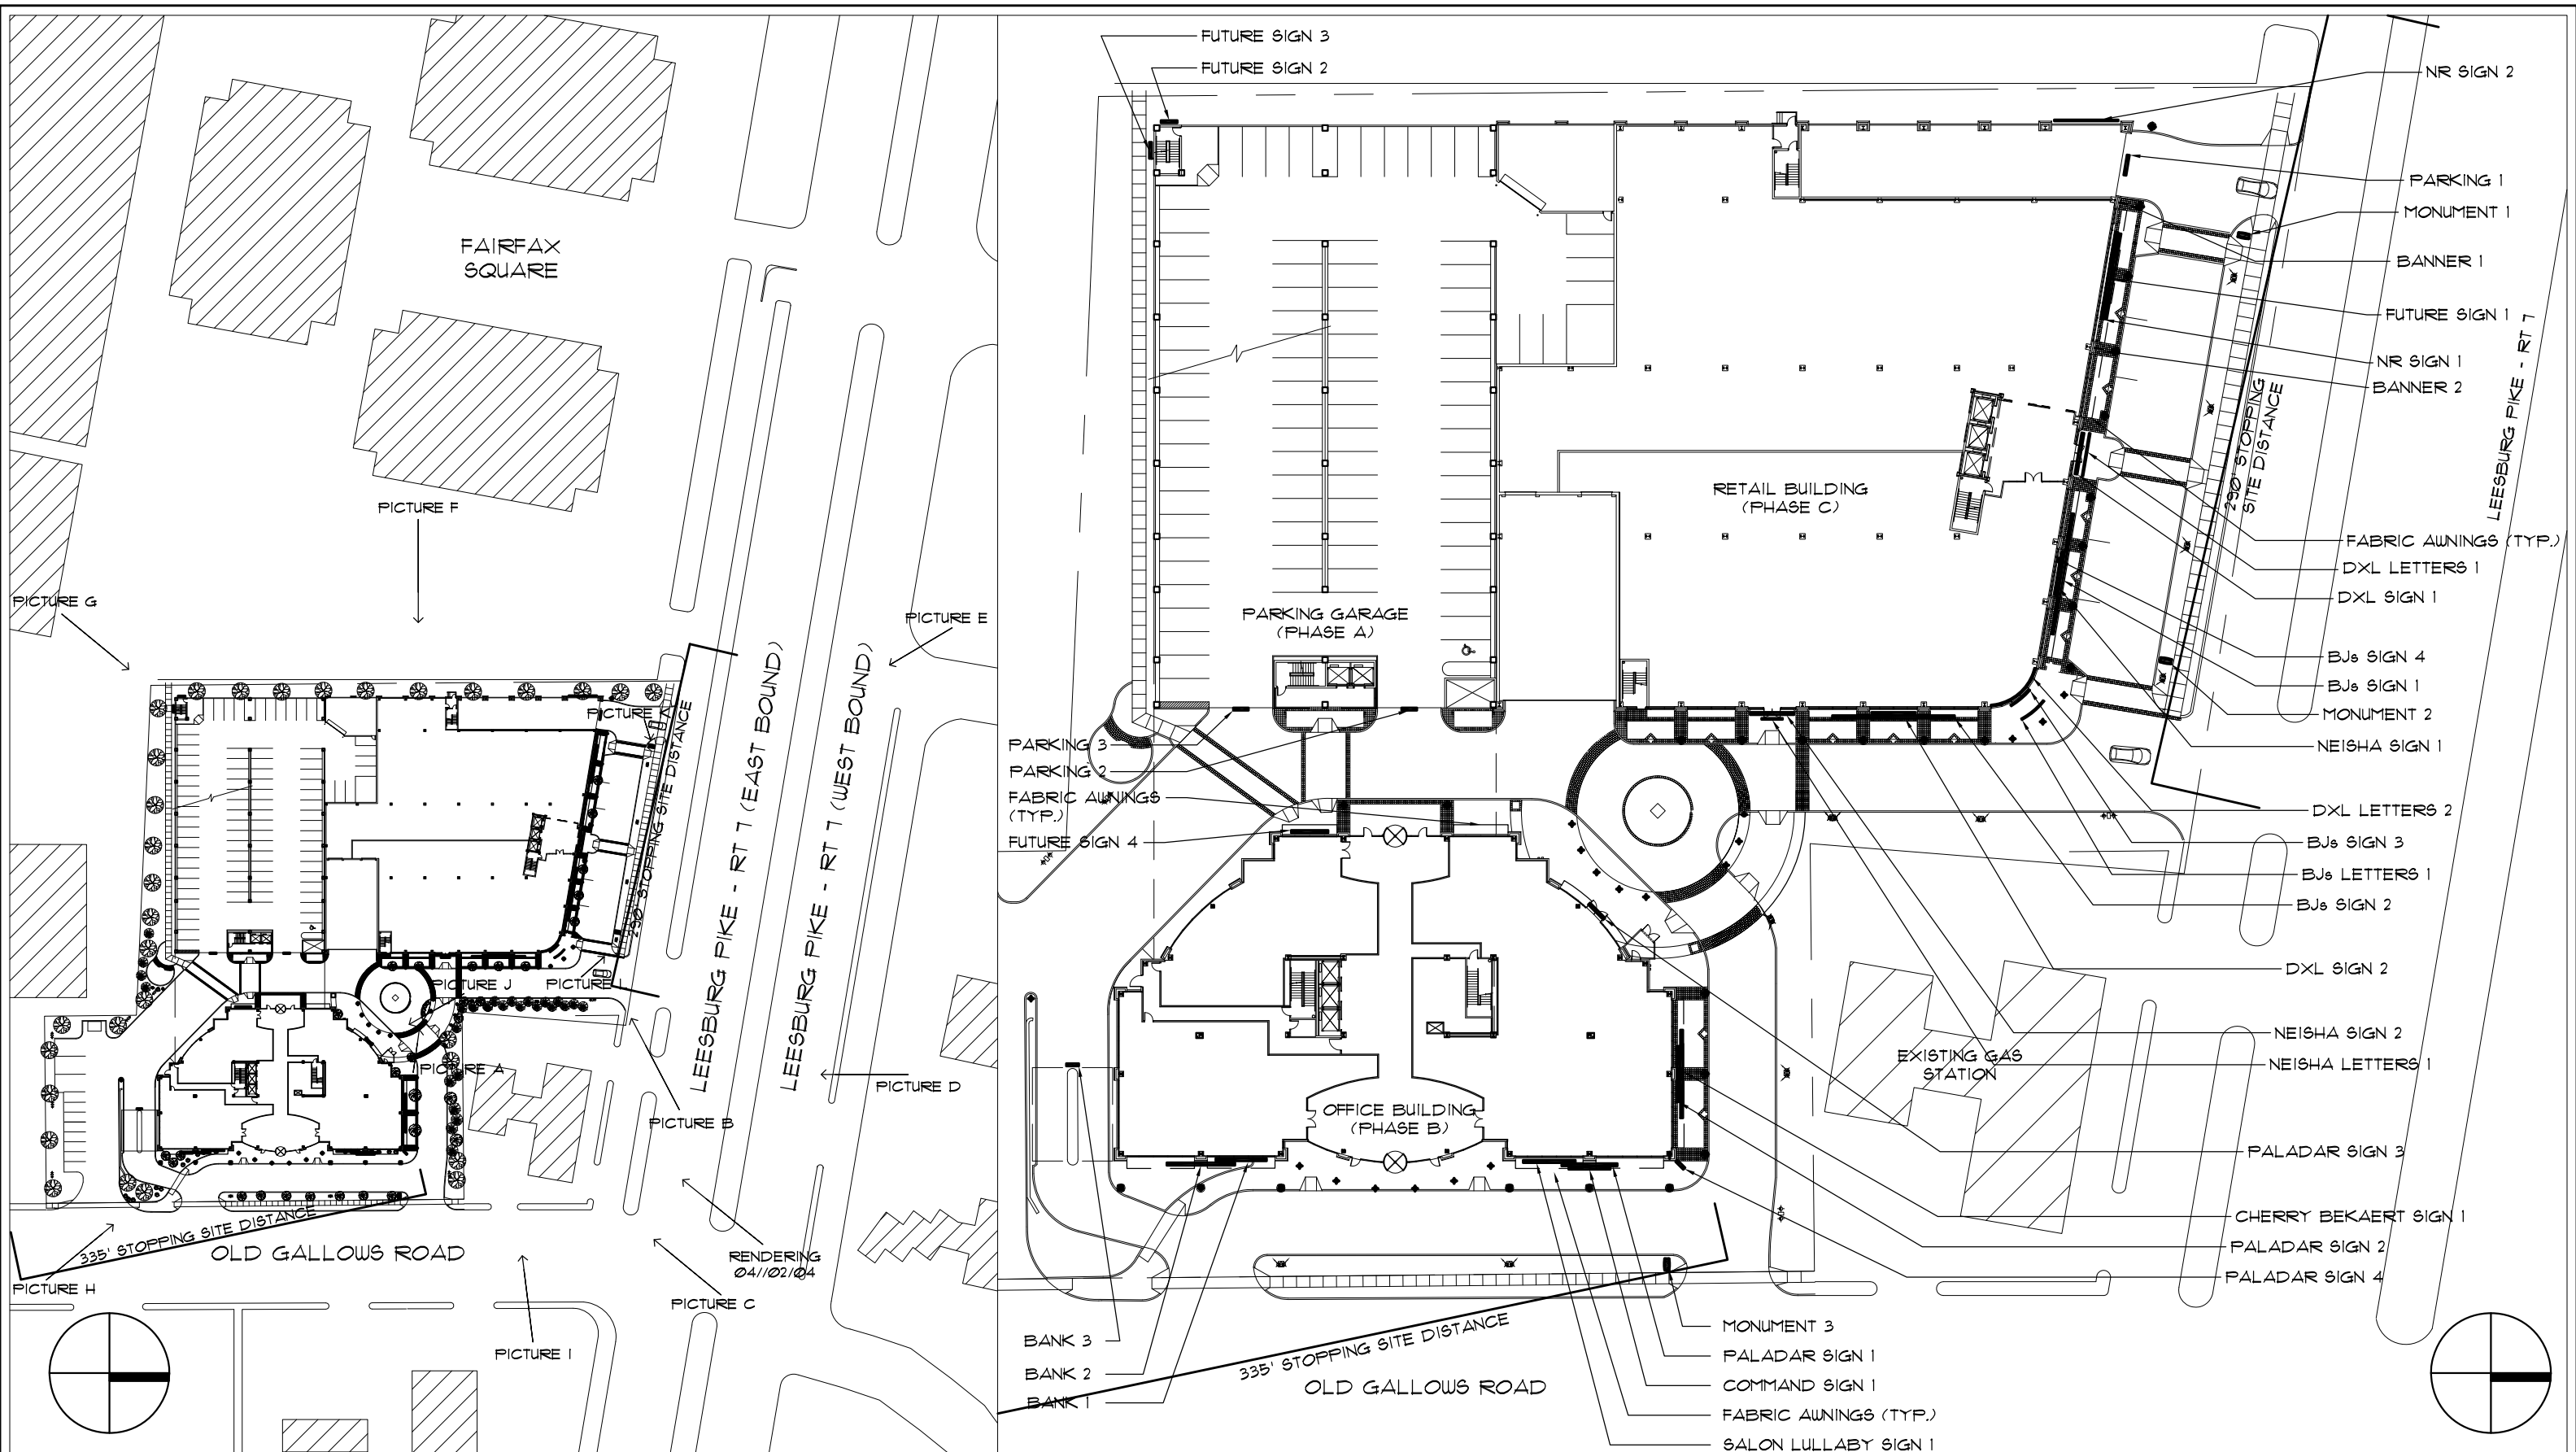 FAIRFAX
SQUARE
PICTURE F
PICTURE G
PICTURE E
LEESBURG PIKE - RT 7 (EAST BOUND)
LEESBURG PIKE - RT 7 (WEST BOUND)
290' STOPPING SITE DISTANCE
PICTURE J
PICTURE A
PICTURE D
PICTURE B
335' STOPPING SITE DISTANCE
OLD GALLOWS ROAD
RENDERING
04//02/04
PICTURE H
PICTURE C
PICTURE I
FUTURE SIGN 3
FUTURE SIGN 2
NR SIGN 2
PARKING 1
MONUMENT 1
BANNER 1
FUTURE SIGN 1
NR SIGN 1
BANNER 2
LEESBURG PIKE - RT 7
290' STOPPING
SITE DISTANCE
RETAIL BUILDING
(PHASE C)
FABRIC AWNINGS (TYP.)
DXL LETTERS 1
DXL SIGN 1
PARKING GARAGE
(PHASE A)
BJs SIGN 4
BJs SIGN 1
MONUMENT 2
NEISHA SIGN 1
PARKING 3
PARKING 2
FABRIC AWNINGS
(TYP.)
FUTURE SIGN 4
DXL LETTERS 2
BJs SIGN 3
BJs LETTERS 1
BJs SIGN 2
DXL SIGN 2
NEISHA SIGN 2
NEISHA LETTERS 1
EXISTING GAS
STATION
OFFICE BUILDING
(PHASE B)
PALADAR SIGN 3
CHERRY BEKAERT SIGN 1
PALADAR SIGN 2
PALADAR SIGN 4
BANK 3
BANK 2
BANK 1
335' STOPPING SITE DISTANCE
OLD GALLOWS ROAD
MONUMENT 3
PALADAR SIGN 1
COMMAND SIGN 1
FABRIC AWNINGS (TYP.)
SALON LULLABY SIGN 1